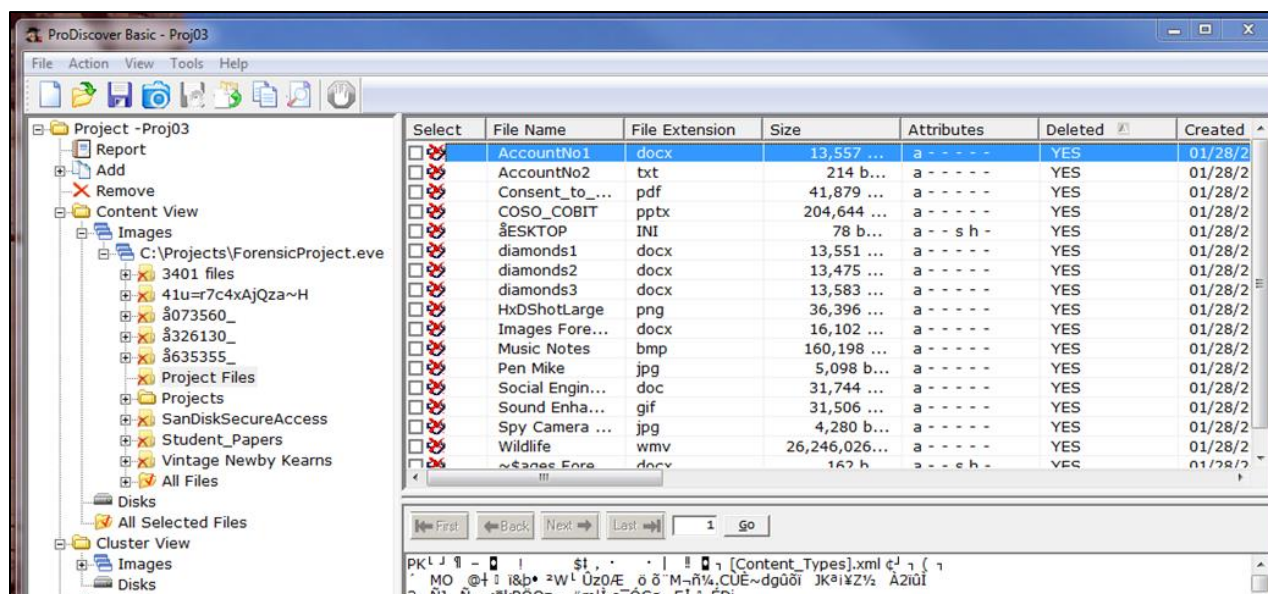 ProDiscover Basic - Proj03
File Action View Tools Help
Project -Proj03
Report
Add
Remove
Content View
Images
C:\Projects\ForensicProject.eve
3401 files
41u=r7c4xAjQza~H
å073560_
å326130_
å635355_
Project Files
Projects
SanDiskSecureAccess
Student_Papers
Vintage Newby Kearns
All Files
Disks
All Selected Files
Cluster View
Images
Disks
Select File Name File Extension Size Attributes Deleted Created
AccountNo1 docx 13,557 ... a - - - - - YES 01/28/2
AccountNo2 txt 214 b... a - - - - - YES 01/28/2
Consent_to_... pdf 41,879 ... a - - - - - YES 01/28/2
COSO_COBIT pptx 204,644 ... a - - - - - YES 01/28/2
åESKTOP INI 78 b... a - - s h - YES 01/28/2
diamonds1 docx 13,551 ... a - - - - - YES 01/28/2
diamonds2 docx 13,475 ... a - - - - - YES 01/28/2
diamonds3 docx 13,583 ... a - - - - - YES 01/28/2
HxDShotLarge png 36,396 ... a - - - - - YES 01/28/2
Images Fore... docx 16,102 ... a - - - - - YES 01/28/2
Music Notes bmp 160,198 ... a - - - - - YES 01/28/2
Pen Mike jpg 5,098 b... a - - - - - YES 01/28/2
Social Engin... doc 31,744 ... a - - - - - YES 01/28/2
Sound Enha... gif 31,506 ... a - - - - - YES 01/28/2
Spy Camera ... jpg 4,280 b... a - - - - - YES 01/28/2
Wildlife wmv 26,246,026... a - - - - - YES 01/28/2
~$ages Fore docx 162 b a - - s h - YES 01/28/2
First Back Next Last 1 Go
[Content_Types].xml